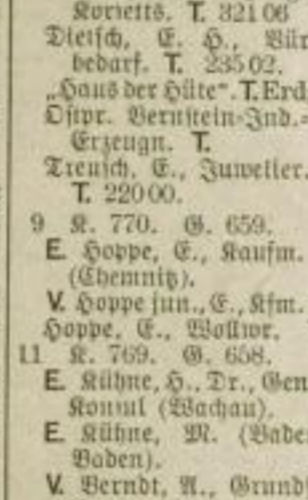 Korsetts. T. 32106
Dietsch, E. H., Bür
bedarf. T. 23502.
„Haus der Hüte“. T. Erd
Ostpr. Bernstein-Ind.=
Erzeugn. T.
Treusch, E., Juwelier.
T. 22000.
9 K. 770. G. 659.
E. Hoppe, E., Kaufm.
(Chemnitz).
V. Hoppe jun., E., Kfm.
Hoppe, E., Wollwr.
11 K. 769. G. 658.
E. Kühne, H., Dr., Gen
Konsul (Wachau).
E. Kühne, M. (Bade
Baden).
V. Berndt, A., Grund